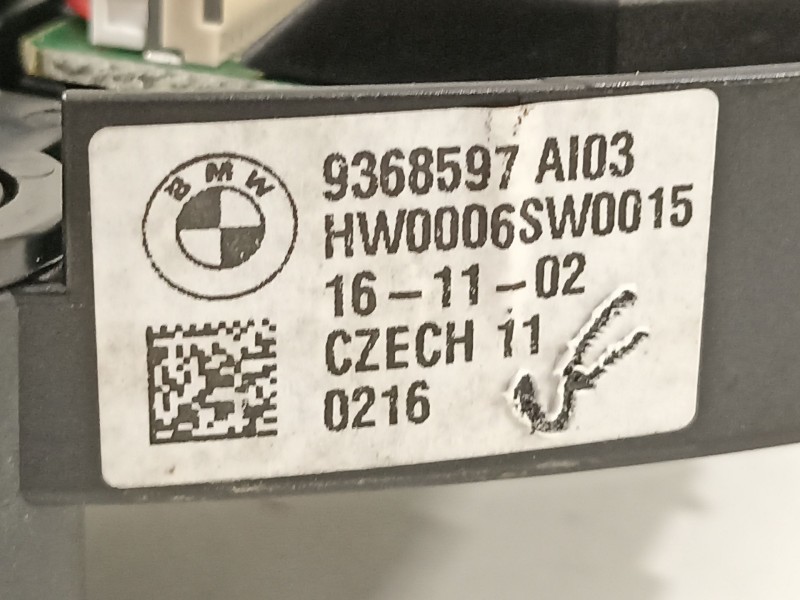 BMW
9368597 AI03
HW0006SW0015
16-11-02
CZECH 11
0216